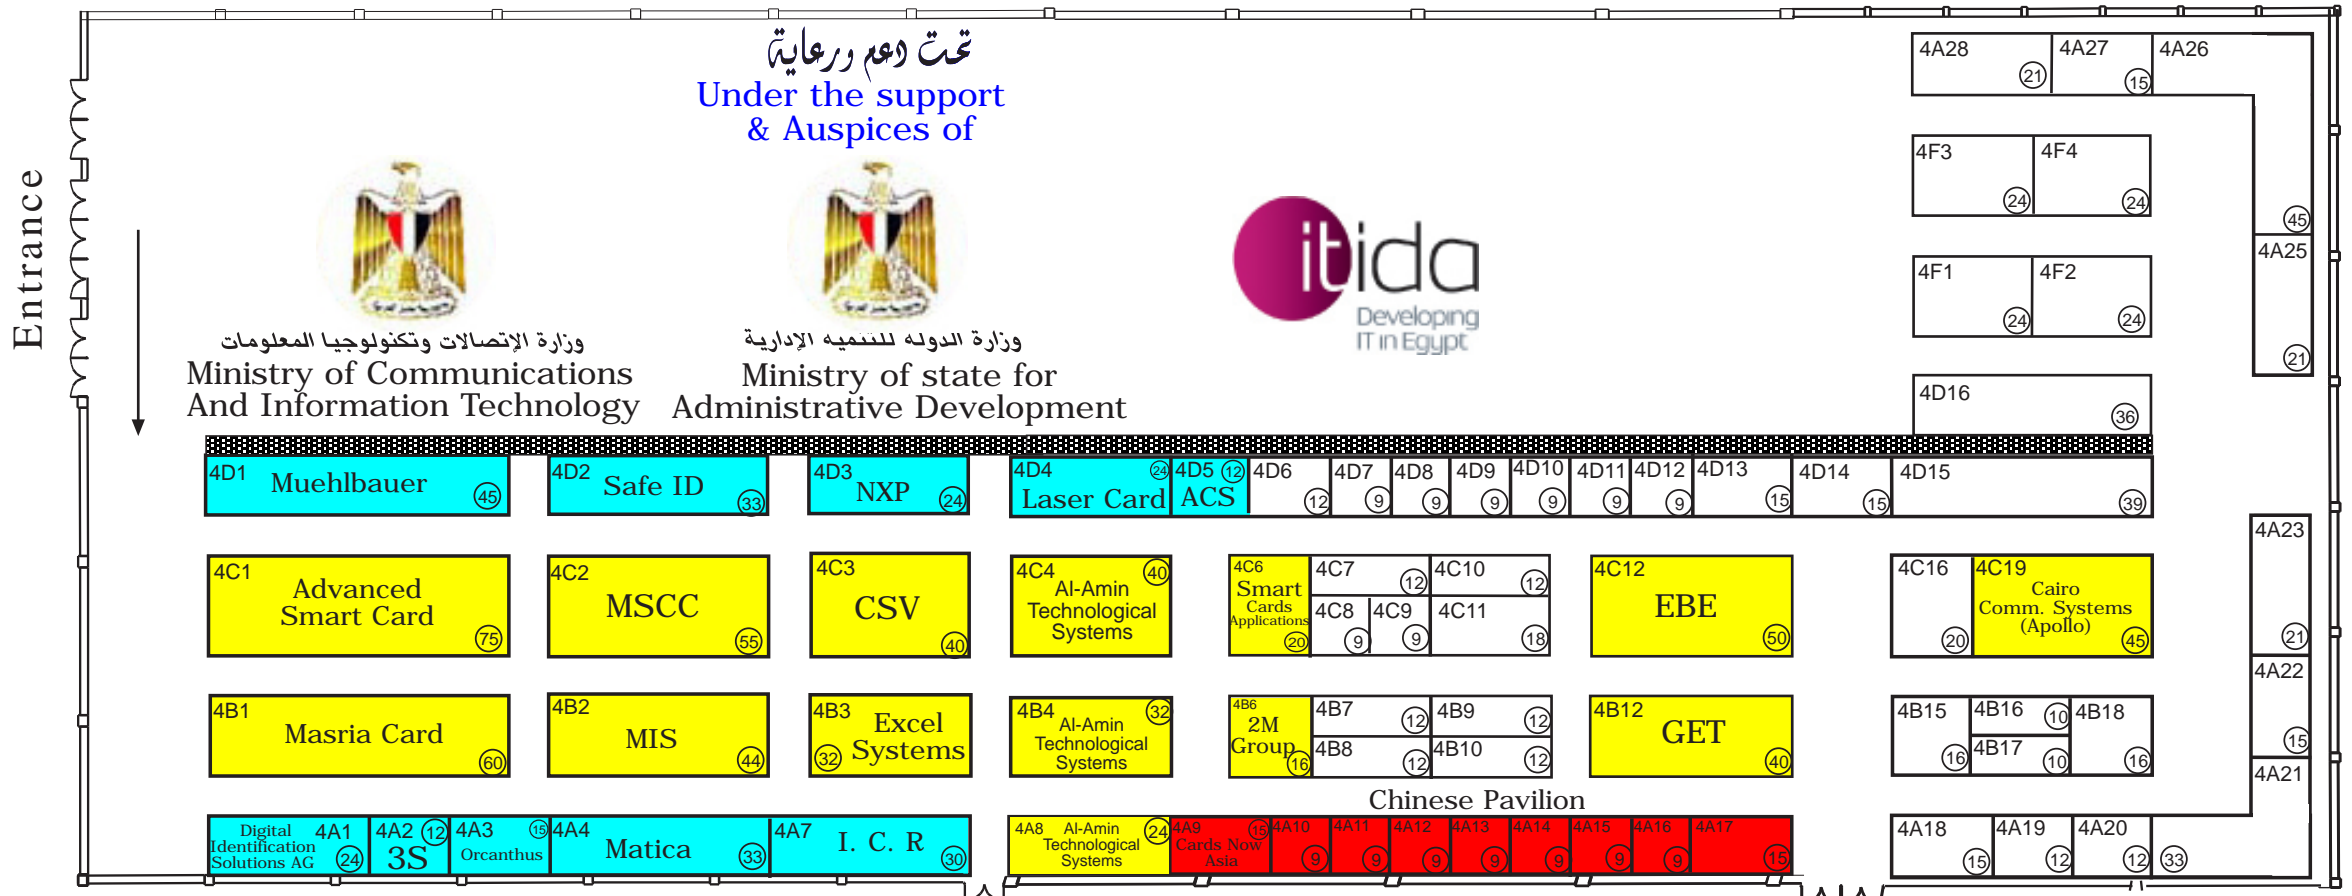 تحت دعم ورعاية
Under the support
& Auspices of
Entrance
وزارة الإتصالات وتكنولوجيا المعلومات
Ministry of Communications
And Information Technology
وزارة الدوله للتنميه الإدارية
Ministry of state for
Administrative Development
itida
Developing
IT in Egypt
4A28 21
4A27 15
4A26 45
4F3 24
4F4 24
4A25 21
4F1 24
4F2 24
4D16 36
4D1 Muehlbauer 45
4D2 Safe ID 33
4D3 NXP 24
4D4 24
Laser Card
4D5 12
ACS
4D6 12
4D7 9
4D8 9
4D9 9
4D10 9
4D11 9
4D12 9
4D13 15
4D14 15
4D15 39
4A23 21
4C1
Advanced
Smart Card
75
4C2
MSCC
55
4C3
CSV
40
4C4 40
Al-Amin
Technological
Systems
4C6
Smart
Cards
Applications
20
4C7 12
4C10 12
4C8 9
4C9 9
4C11 18
4C12
EBE
50
4C16 20
4C19
Cairo
Comm. Systems
(Apollo)
45
4A22 15
4B1
Masria Card
60
4B2
MIS
44
4B3 Excel
32 Systems
4B4 32
Al-Amin
Technological
Systems
4B6
2M
Group
16
4B7 12
4B9 12
4B8 12
4B10 12
4B12
GET
40
4B15 16
4B16 10
4B17 10
4B18 16
4A21 33
Chinese Pavilion
Digital 4A1
Identification
Solutions AG 24
4A2 12
3S
4A3 15
Orcanthus
4A4
Matica
33
4A7 I. C. R
30
4A8 Al-Amin 24
Technological
Systems
4A9 15
Cards Now
Asia
4A10 9
4A11 9
4A12 9
4A13 9
4A14 9
4A15 9
4A16 9
4A17 15
4A18 15
4A19 12
4A20 12